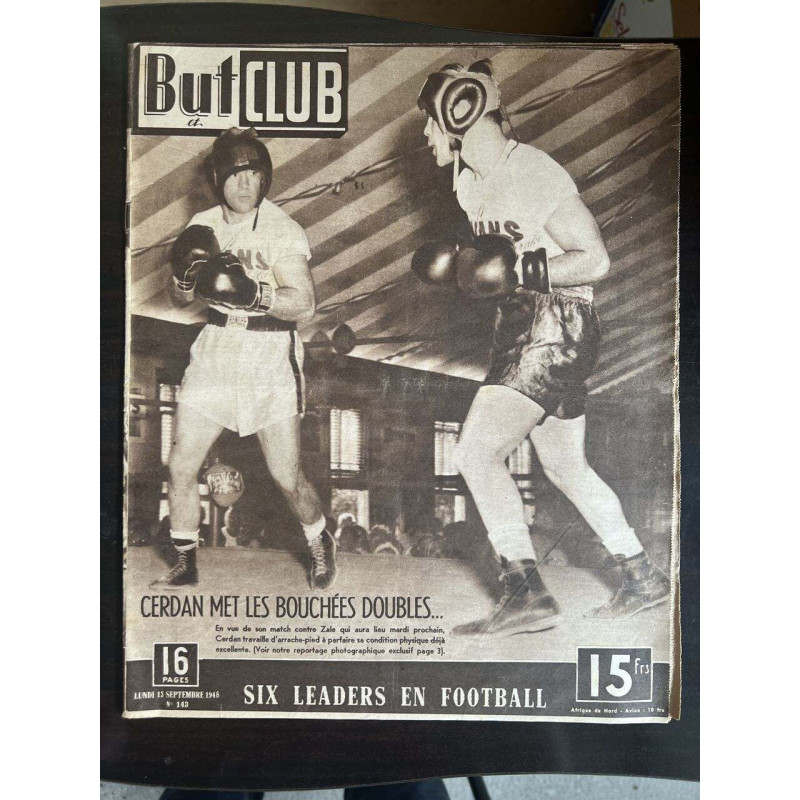 But et CLUB
VANS
CERDAN MET LES BOUCHÉES DOUBLES...
En vue de son match contre Zale qui aura lieu mardi prochain,
Cerdan travaille d'arrache-pied à parfaire sa condition physique déjà
excellente. (Voir notre reportage photographique exclusif page 3).
16
PAGES
LUNDI 13 SEPTEMBRE 1948
N° 143
SIX LEADERS EN FOOTBALL
15 frs
Afrique du Nord - Avion : 18 frs